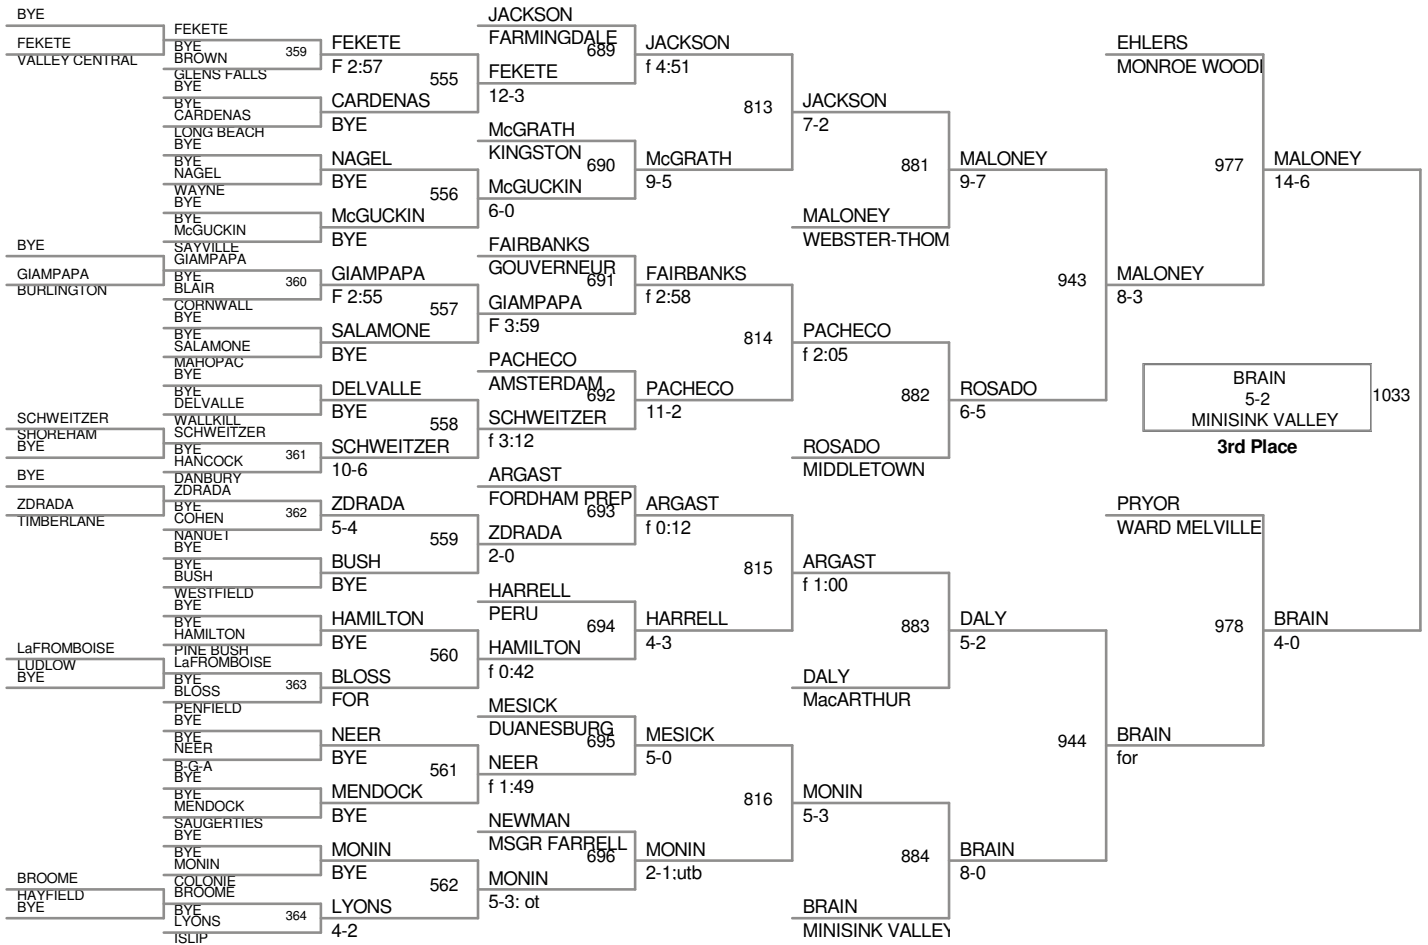 BYE
FEKETE
VALLEY CENTRAL
BYE
GIAMPAPA
BURLINGTON
SCHWEITZER
SHOREHAM
BYE
BYE
ZDRADA
TIMBERLANE
LaFROMBOISE
LUDLOW
BYE
BROOME
HAYFIELD
BYE
FEKETE
BYE
BROWN
359
GLENS FALLS
BYE
BYE
CARDENAS
LONG BEACH
BYE
BYE
NAGEL
WAYNE
BYE
BYE
McGUCKIN
SAYVILLE
GIAMPAPA
BYE
BLAIR
360
CORNWALL
BYE
BYE
SALAMONE
MAHOPAC
BYE
BYE
DELVALLE
WALLKILL
SCHWEITZER
BYE
HANCOCK
361
DANBURY
ZDRADA
BYE
COHEN
362
NANUET
BYE
BYE
BUSH
WESTFIELD
BYE
BYE
HAMILTON
PINE BUSH
LaFROMBOISE
BYE
BLOSS
363
PENFIELD
BYE
BYE
NEER
B-G-A
BYE
BYE
MENDOCK
SAUGERTIES
BYE
BYE
MONIN
COLONIE
BROOME
BYE
LYONS
364
ISLIP
FEKETE
F 2:57
555
CARDENAS
BYE
NAGEL
BYE
556
McGUCKIN
BYE
GIAMPAPA
F 2:55
557
SALAMONE
BYE
DELVALLE
BYE
558
SCHWEITZER
10-6
ZDRADA
5-4
559
BUSH
BYE
HAMILTON
BYE
560
BLOSS
FOR
NEER
BYE
561
MENDOCK
BYE
MONIN
BYE
562
LYONS
4-2
JACKSON
FARMINGDALE
689
FEKETE
12-3
McGRATH
KINGSTON
690
McGUCKIN
6-0
FAIRBANKS
GOUVERNEUR
691
GIAMPAPA
F 3:59
PACHECO
AMSTERDAM
692
SCHWEITZER
f 3:12
ARGAST
FORDHAM PREP
693
ZDRADA
2-0
HARRELL
PERU
694
HAMILTON
f 0:42
MESICK
DUANESBURG
695
NEER
f 1:49
NEWMAN
MSGR FARRELL
696
MONIN
5-3: ot
JACKSON
f 4:51
813
McGRATH
9-5
FAIRBANKS
f 2:58
814
PACHECO
11-2
ARGAST
f 0:12
815
HARRELL
4-3
MESICK
5-0
816
MONIN
2-1:utb
JACKSON
7-2
881
MALONEY
WEBSTER-THOM
PACHECO
f 2:05
882
ROSADO
MIDDLETOWN
ARGAST
f 1:00
883
DALY
MacARTHUR
MONIN
5-3
884
BRAIN
MINISINK VALLEY
MALONEY
9-7
943
ROSADO
6-5
DALY
5-2
944
BRAIN
8-0
EHLERS
MONROE WOOD
977
MALONEY
8-3
PRYOR
WARD MELVILLE
978
BRAIN
for
MALONEY
14-6
BRAIN
5-2
MINISINK VALLEY
1033
3rd Place
BRAIN
4-0